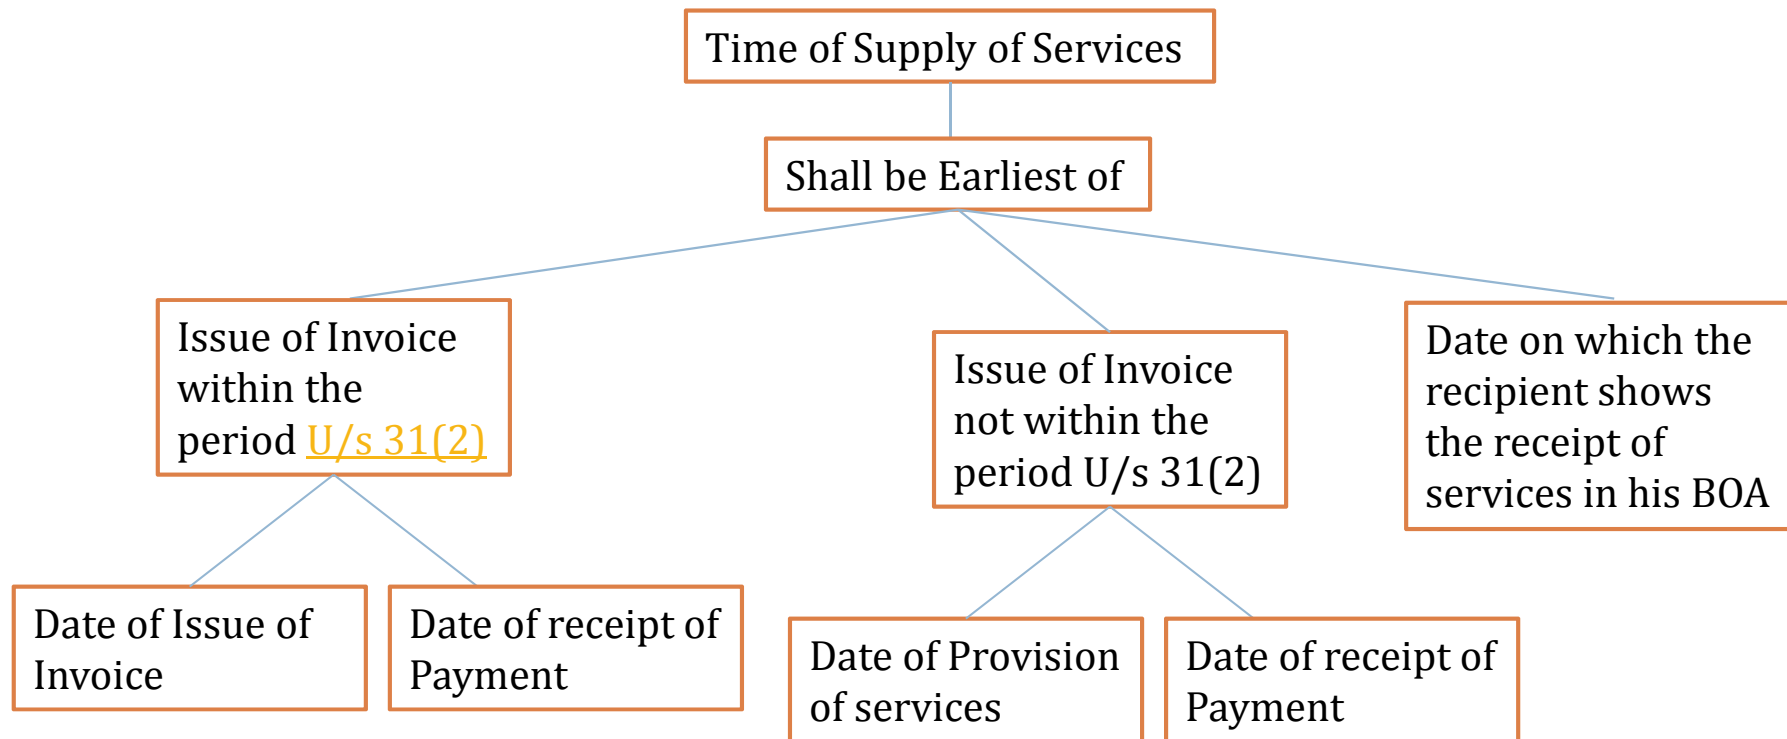 Time of Supply of Services
Shall be Earliest of
Issue of Invoice
within the
period U/s 31(2)
Issue of Invoice
not within the
period U/s 31(2)
Date on which the
recipient shows
the receipt of
services in his BOA
Date of Issue of
Invoice
Date of receipt of
Payment
Date of Provision
of services
Date of receipt of
Payment